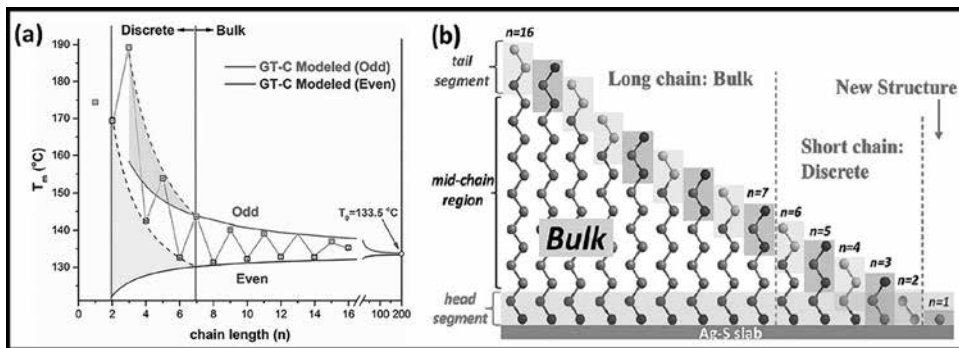 (a)
Discrete
Bulk
GT-C Modeled (Odd)
GT-C Modeled (Even)
190
180
170
160
150
140
130
Tm (°C)
Odd
Even
T0=133.5 °C
0 2 4 6 8 10 12 14 16 100 200
chain length (n)
(b)
n=16
tail
segment
Long chain: Bulk
New Structure
Short chain:
Discrete
mid-chain
region
Bulk
n=7
n=6
n=5
n=4
n=3
n=2
n=1
head
segment
Ag-S slab